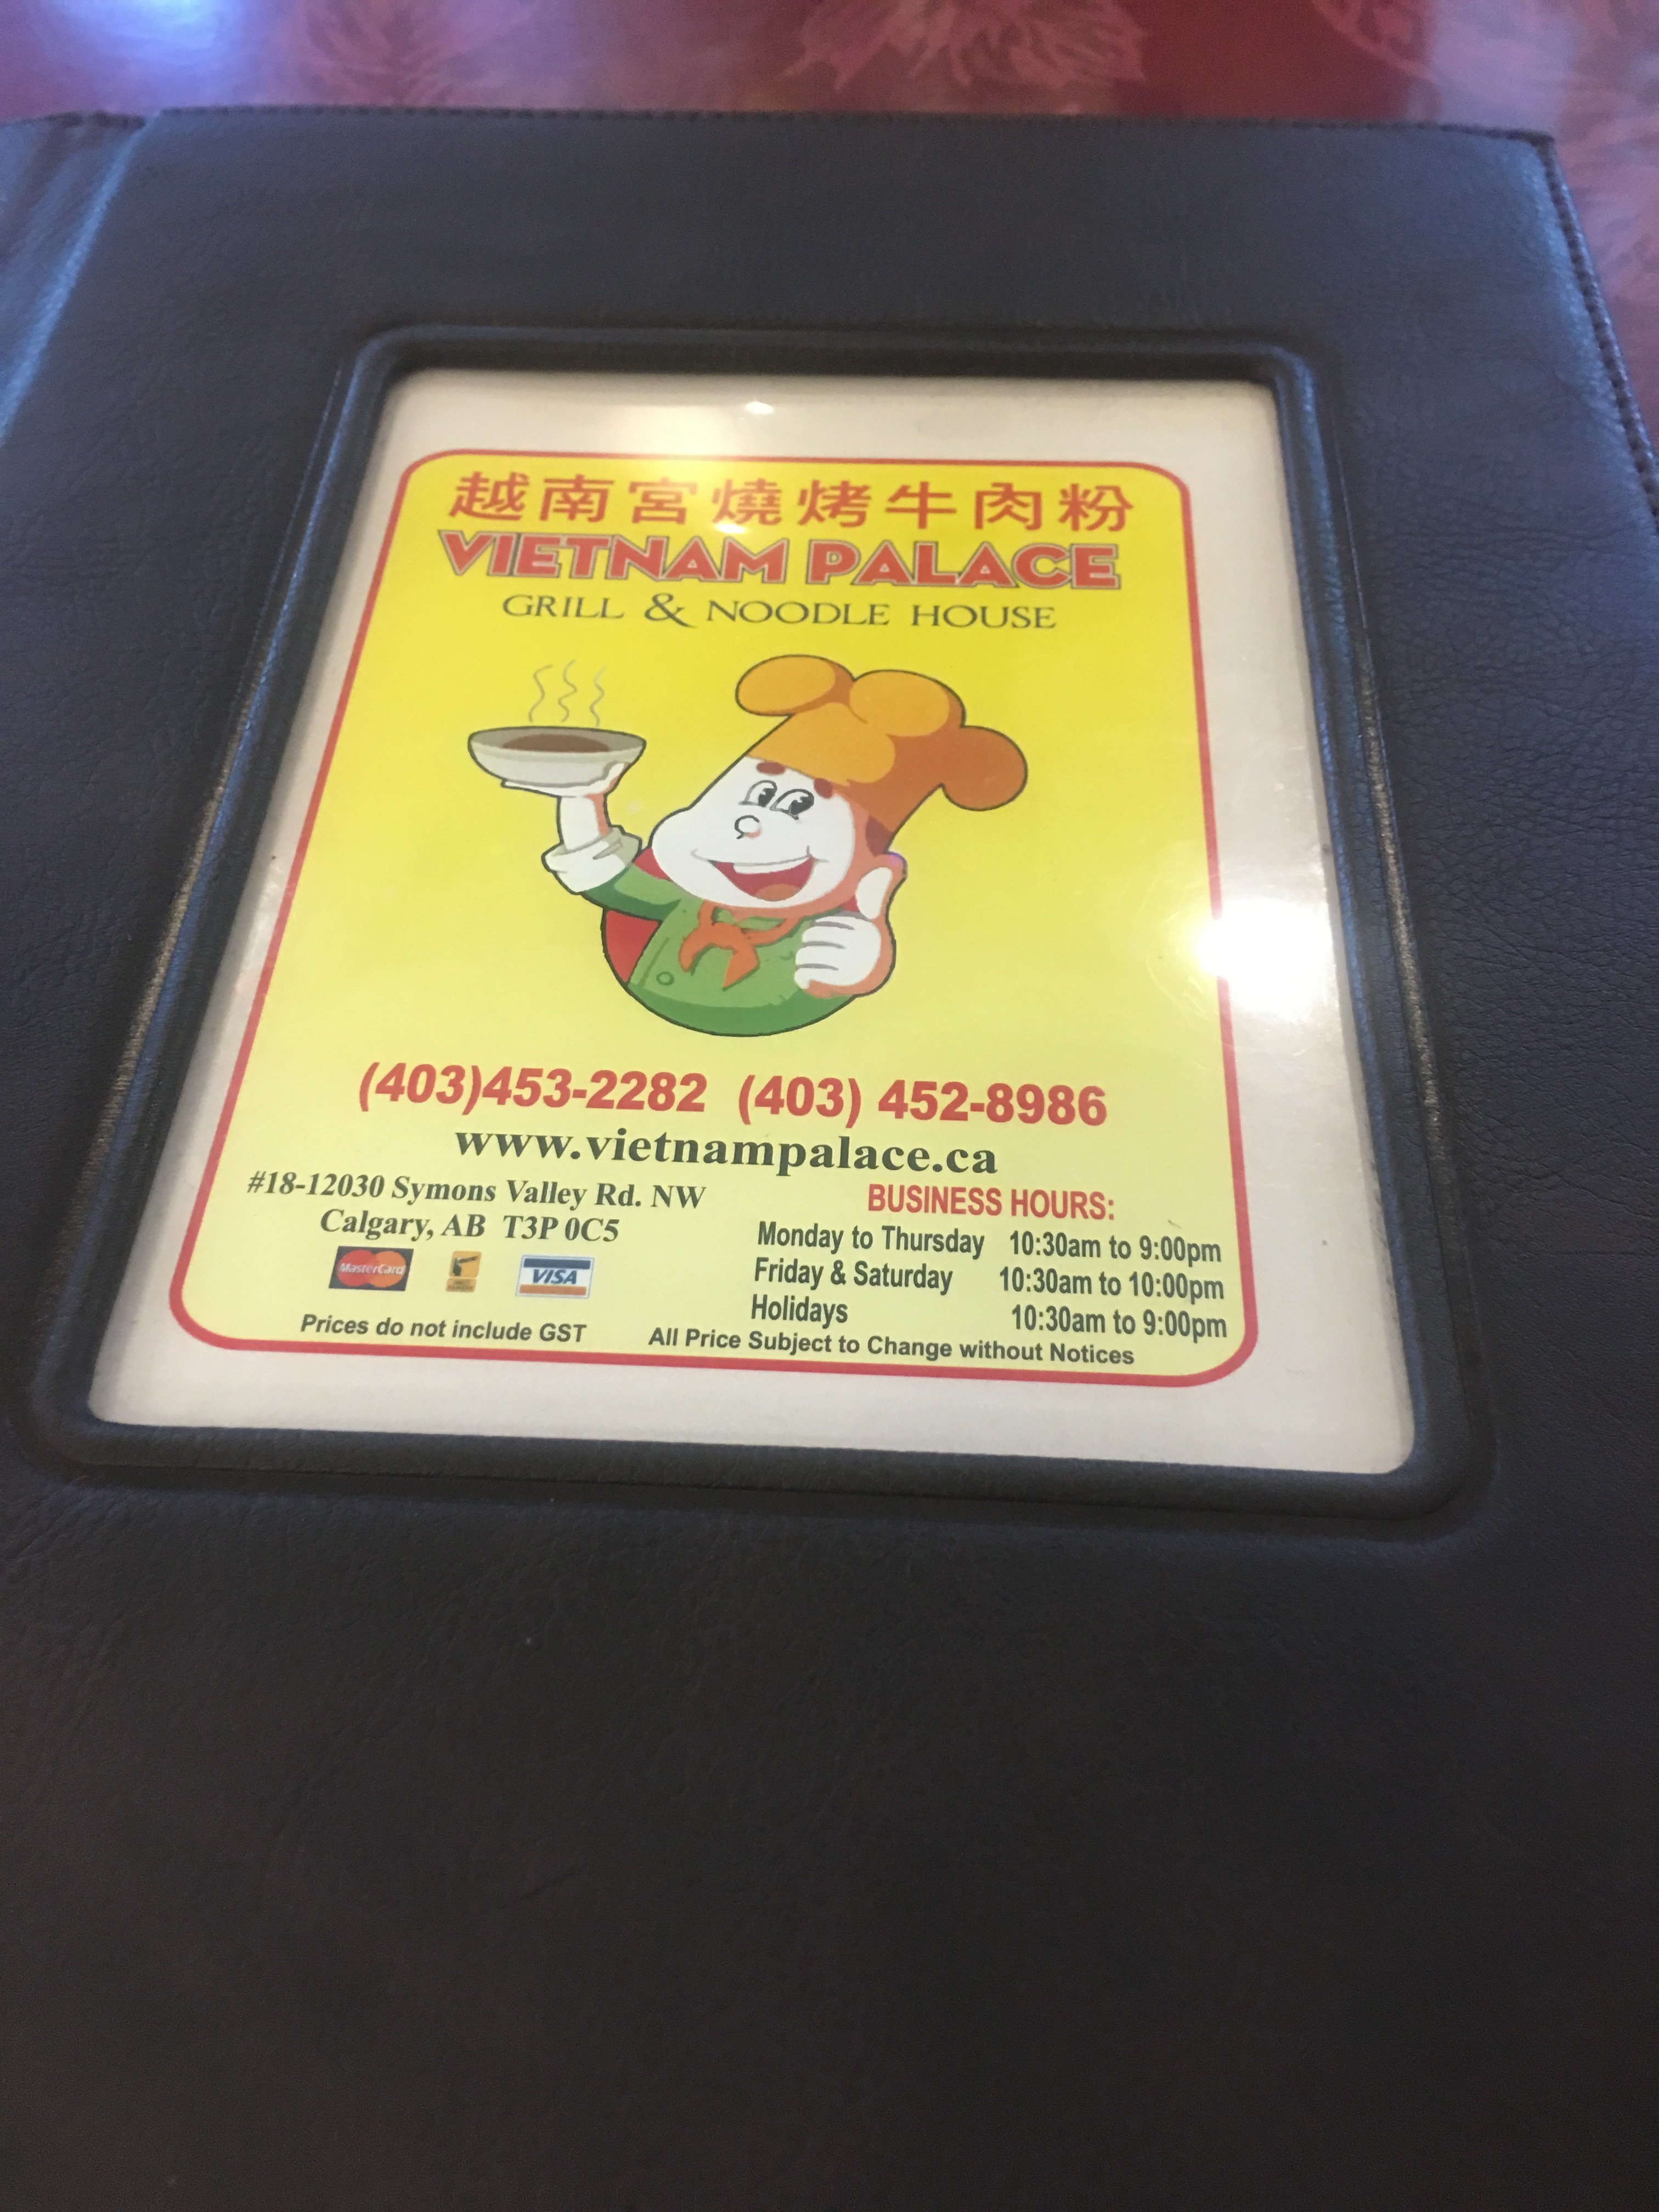 越南宮燒烤牛肉粉
VIETNAM PALACE
GRILL & NOODLE HOUSE
(403)453-2282 (403) 452-8986
www.vietnampalace.ca
#18-12030 Symons Valley Rd. NW
Calgary, AB T3P 0C5
MasterCard
VISA
BUSINESS HOURS:
Monday to Thursday 10:30am to 9:00pm
Friday & Saturday 10:30am to 10:00pm
Holidays 10:30am to 9:00pm
Prices do not include GST
All Price Subject to Change without Notices